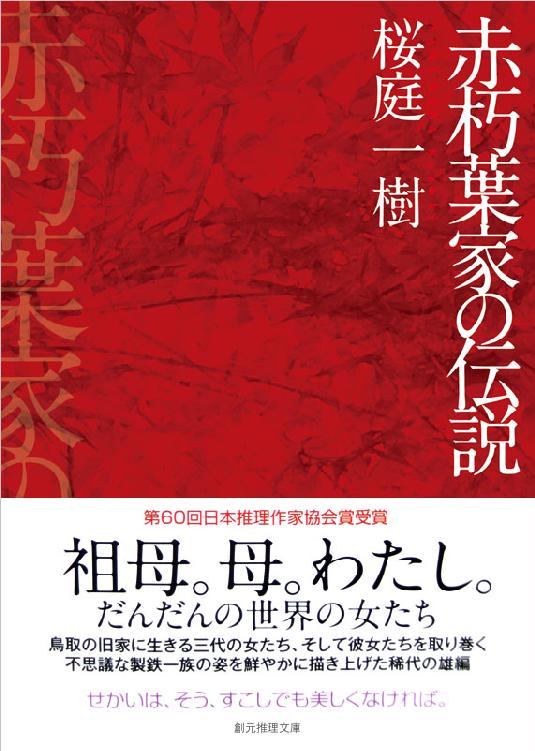 赤朽葉家の伝説
桜庭一樹
赤朽葉家の
第60回日本推理作家協会賞受賞
祖母。母。わたし。
だんだんの世界の女たち
鳥取の旧家に生きる三代の女たち、そして彼女たちを取り巻く
不思議な製鉄一族の姿を鮮やかに描き上げた稀代の雄編
せかいは、そう、すこしでも美しくなければ。
創元推理文庫